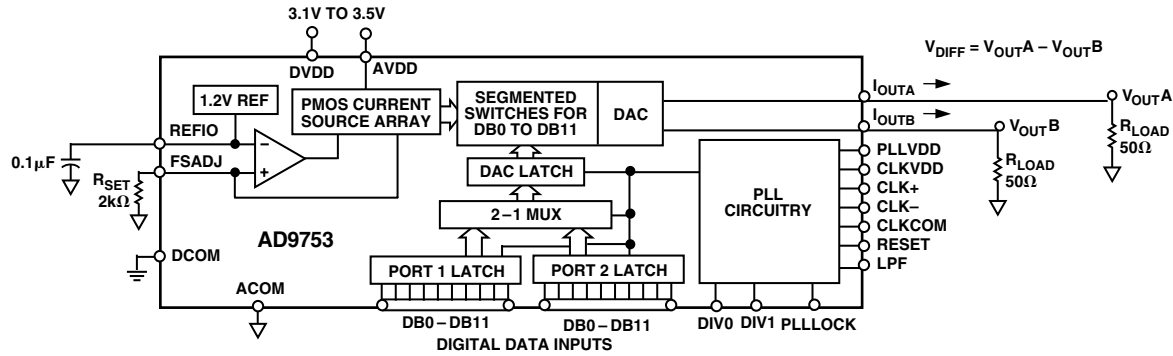 3.1V TO 3.5V
DVDD
AVDD
V_DIFF = V_OUTA – V_OUTB
1.2V REF
PMOS CURRENT
SOURCE ARRAY
SEGMENTED
SWITCHES FOR
DB0 TO DB11
DAC
I_OUTA
I_OUTB
V_OUTA
V_OUTB
R_LOAD
50Ω
R_LOAD
50Ω
REFIO
0.1µF
FSADJ
R_SET
2kΩ
–
+
DAC LATCH
2–1 MUX
PLL
CIRCUITRY
PLLVDD
CLKVDD
CLK+
CLK–
CLKCOM
RESET
LPF
AD9753
DCOM
ACOM
PORT 1 LATCH
PORT 2 LATCH
DB0–DB11
DB0–DB11
DIGITAL DATA INPUTS
DIV0
DIV1
PLLLOCK